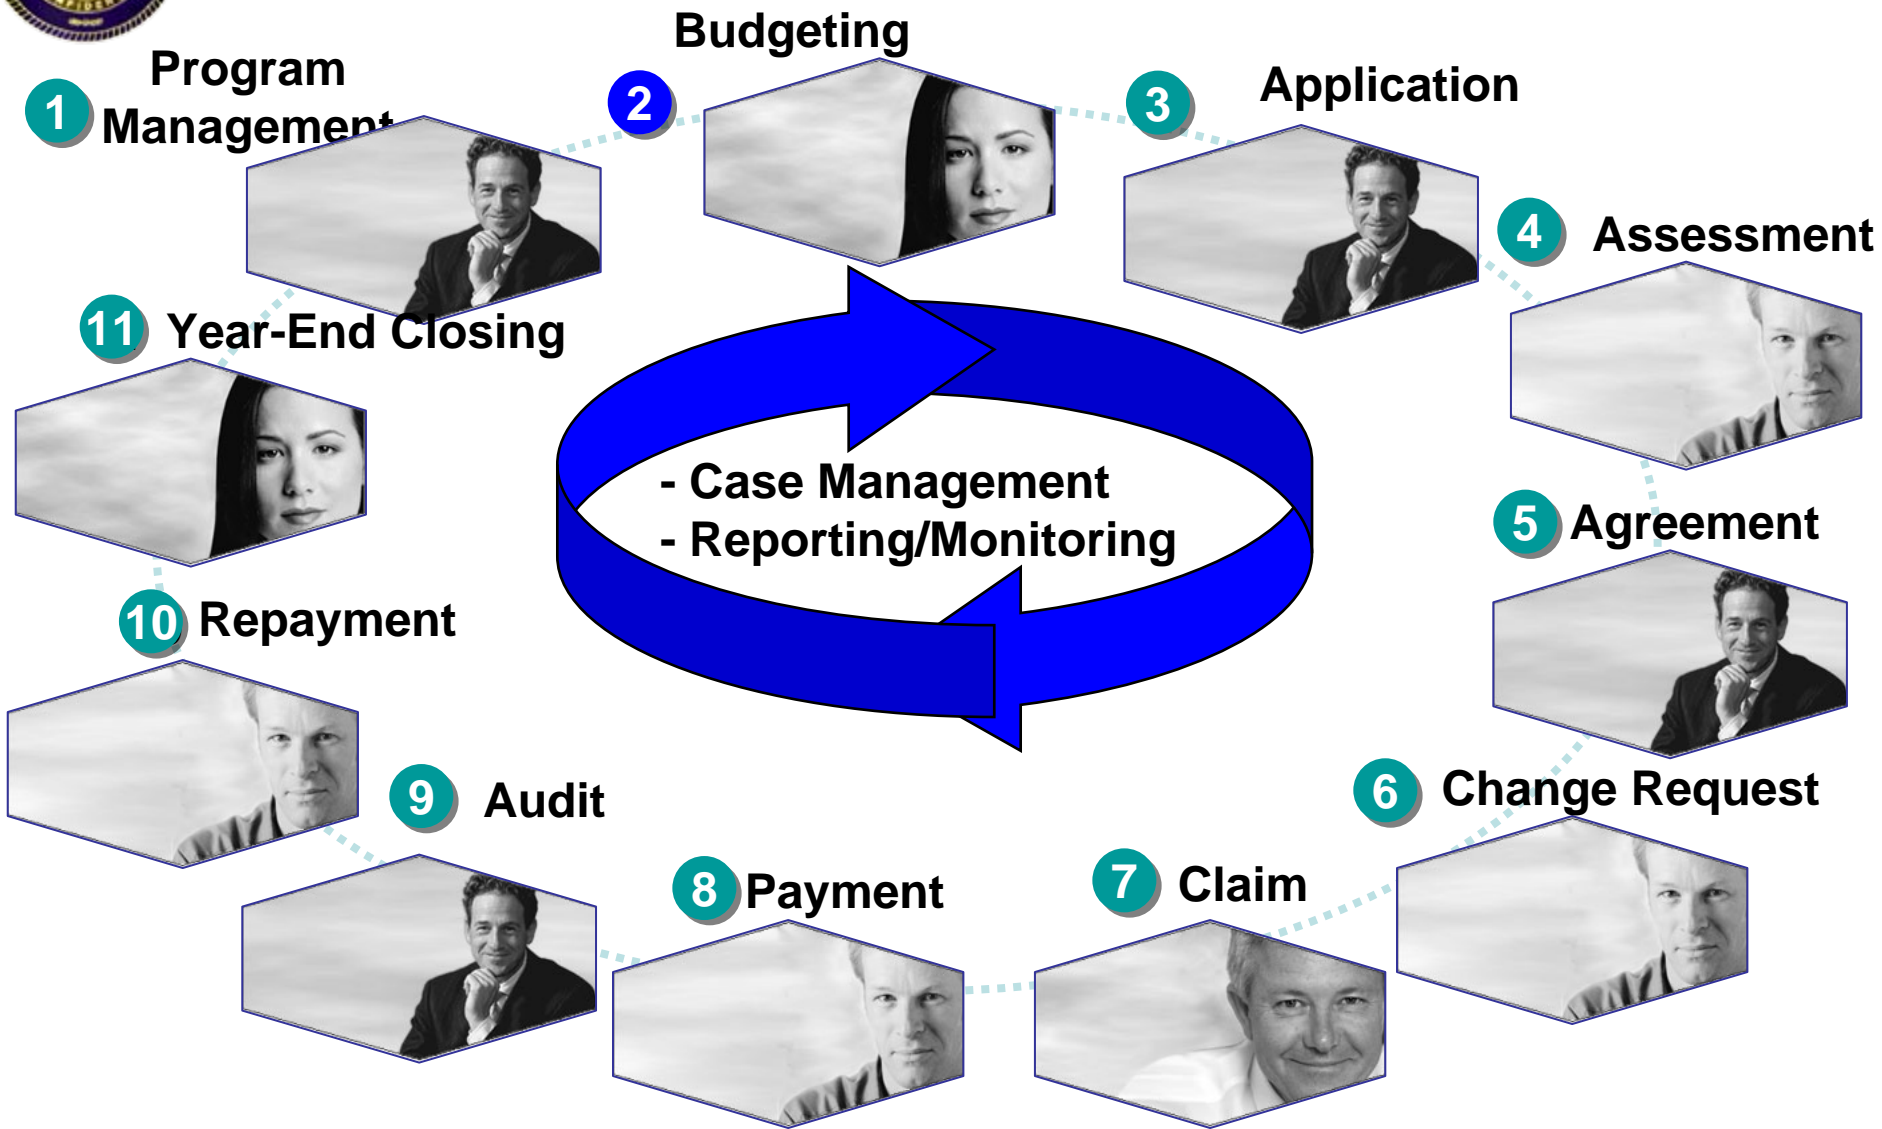 1
Program
Management
2
Budgeting
3
Application
4
Assessment
5
Agreement
6
Change Request
7
Claim
8
Payment
9
Audit
10
Repayment
11
Year-End Closing
- Case Management
- Reporting/Monitoring